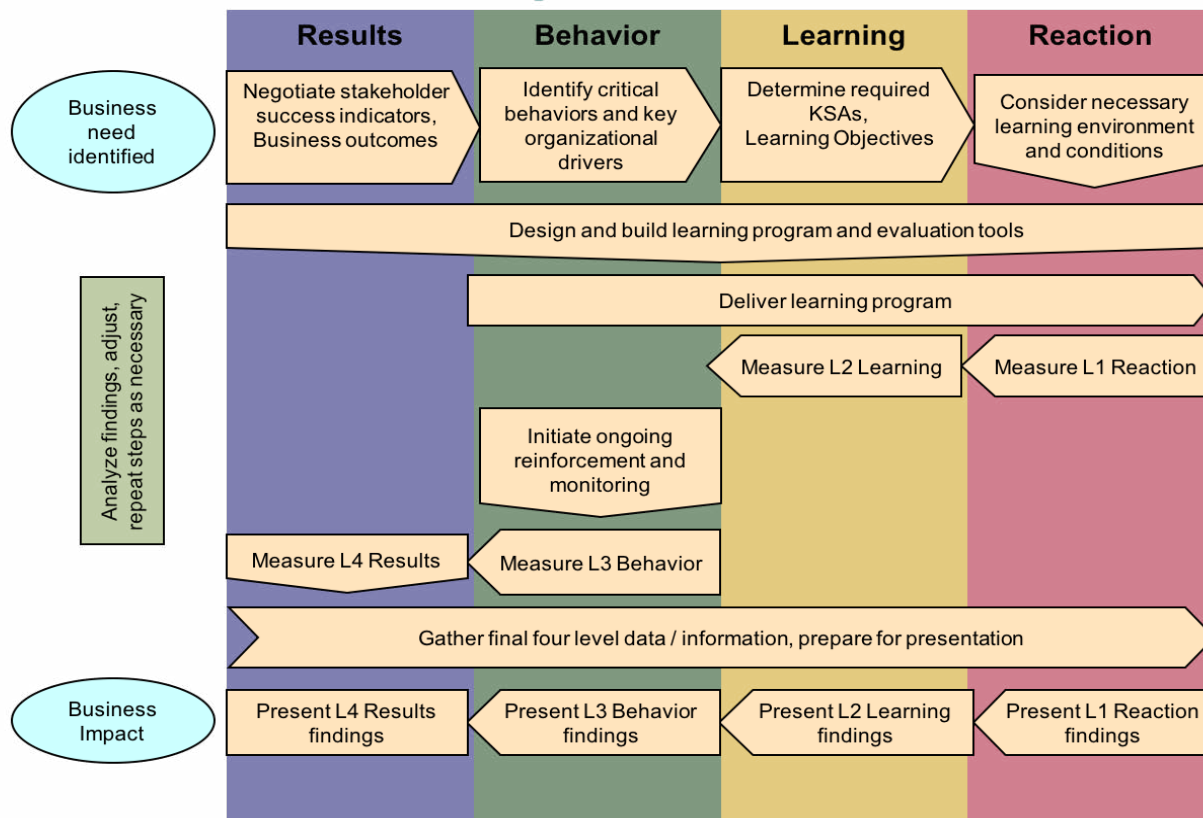 Results
Behavior
Learning
Reaction
Business
need
identified
Negotiate stakeholder
success indicators,
Business outcomes
Identify critical
behaviors and key
organizational
drivers
Determine required
KSAs,
Learning Objectives
Consider necessary
learning environment
and conditions
Design and build learning program and evaluation tools
Deliver learning program
Analyze findings, adjust,
repeat steps as necessary
Measure L2 Learning
Measure L1 Reaction
Initiate ongoing
reinforcement and
monitoring
Measure L4 Results
Measure L3 Behavior
Gather final four level data / information, prepare for presentation
Business
Impact
Present L4 Results
findings
Present L3 Behavior
findings
Present L2 Learning
findings
Present L1 Reaction
findings